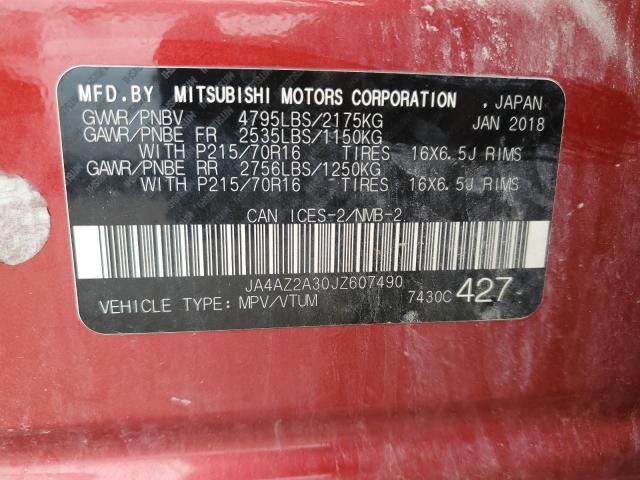 MFD.BY MITSUBISHI MOTORS CORPORATION , JAPAN
GVWR/PNBV 4795LBS/2175KG JAN 2018
GAWR/PNBE FR 2535LBS/1150KG
WITH P215/70R16 TIRES 16X6.5J RIMS
GAWR/PNBE RR 2756LBS/1250KG
WITH P215/70R16 TIRES 16X6.5J RIMS
CAN ICES-2/NMB-2
JA4AZ2A30JZ607490
VEHICLE TYPE: MPV/VTUM 7430C 427